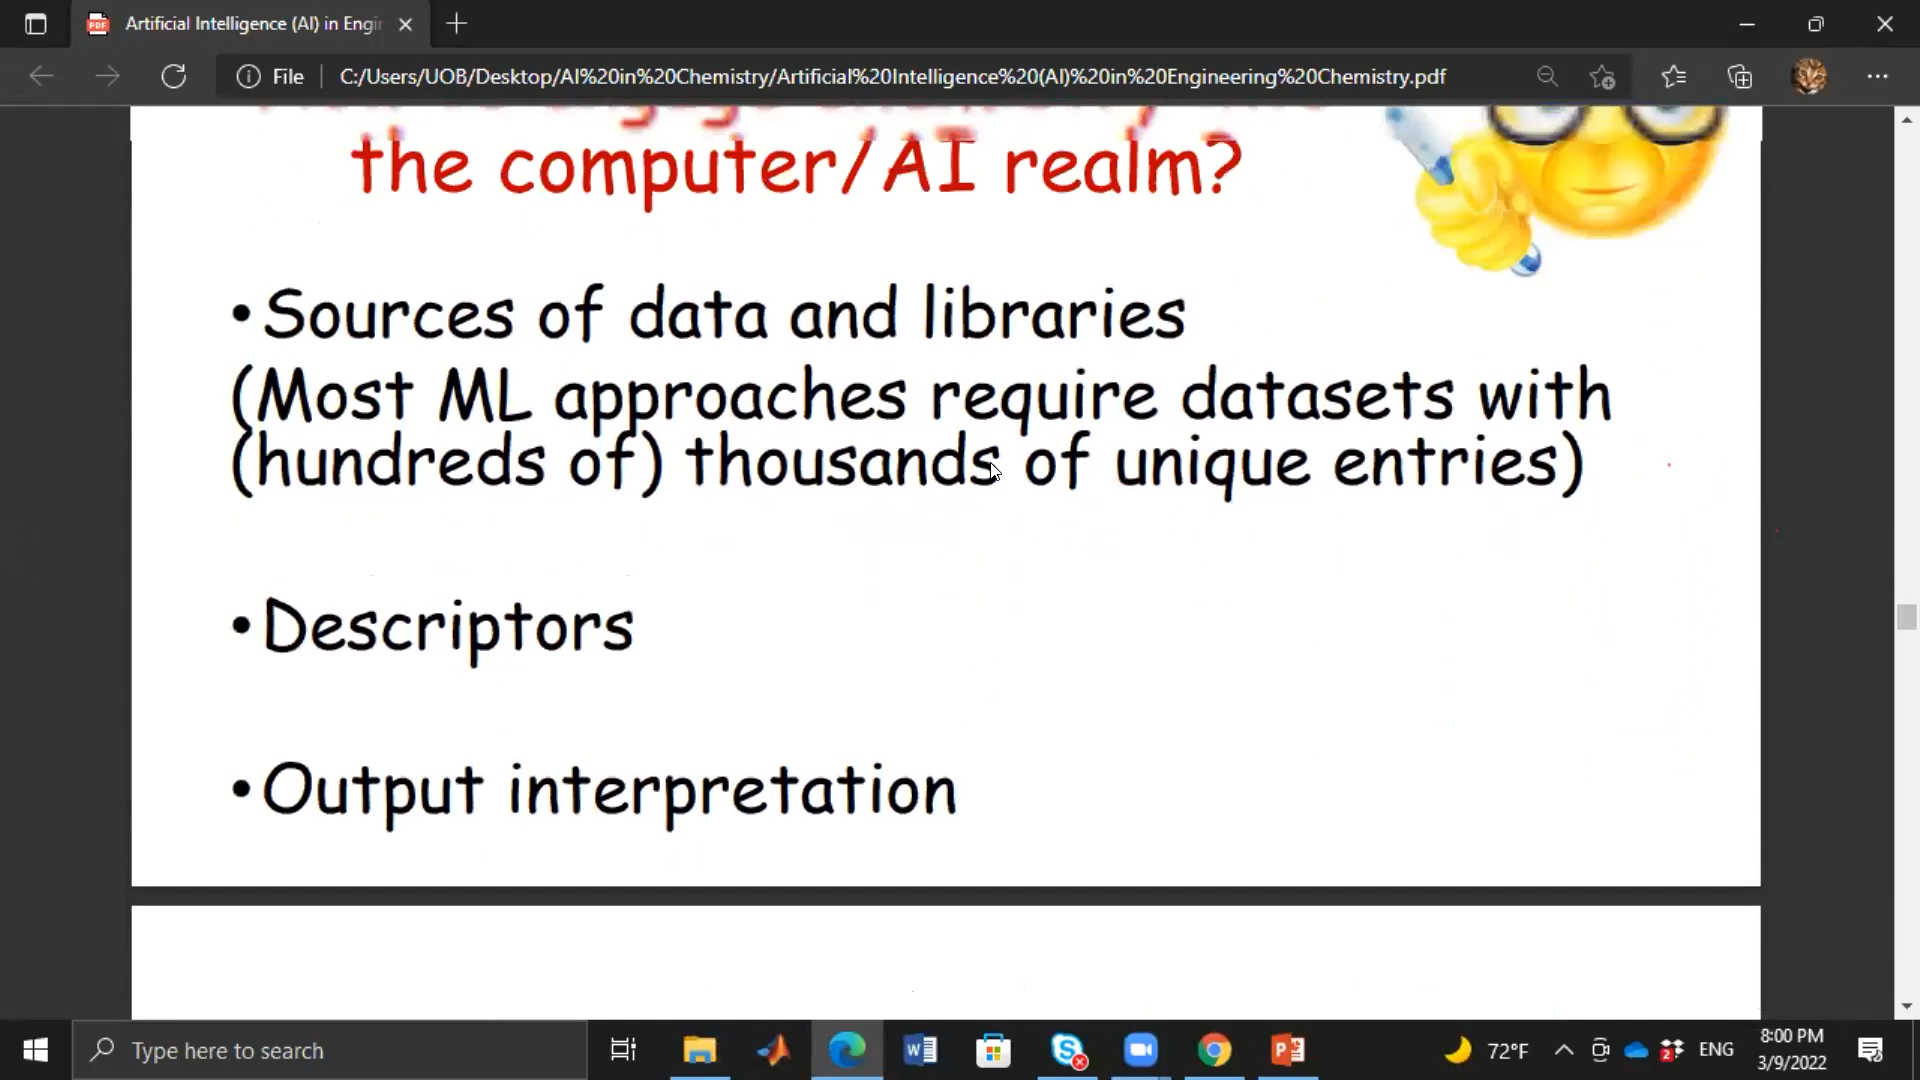 Artificial Intelligence (AI) in Engin
File
C:/Users/UOB/Desktop/AI%20in%20Chemistry/Artificial%20Intelligence%20(AI)%20in%20Engineering%20Chemistry.pdf
the computer/AI realm?
•Sources of data and libraries
(Most ML approaches require datasets with
(hundreds of) thousands of unique entries)
•Descriptors
•Output interpretation
Type here to search
72°F
ENG
8:00 PM
3/9/2022